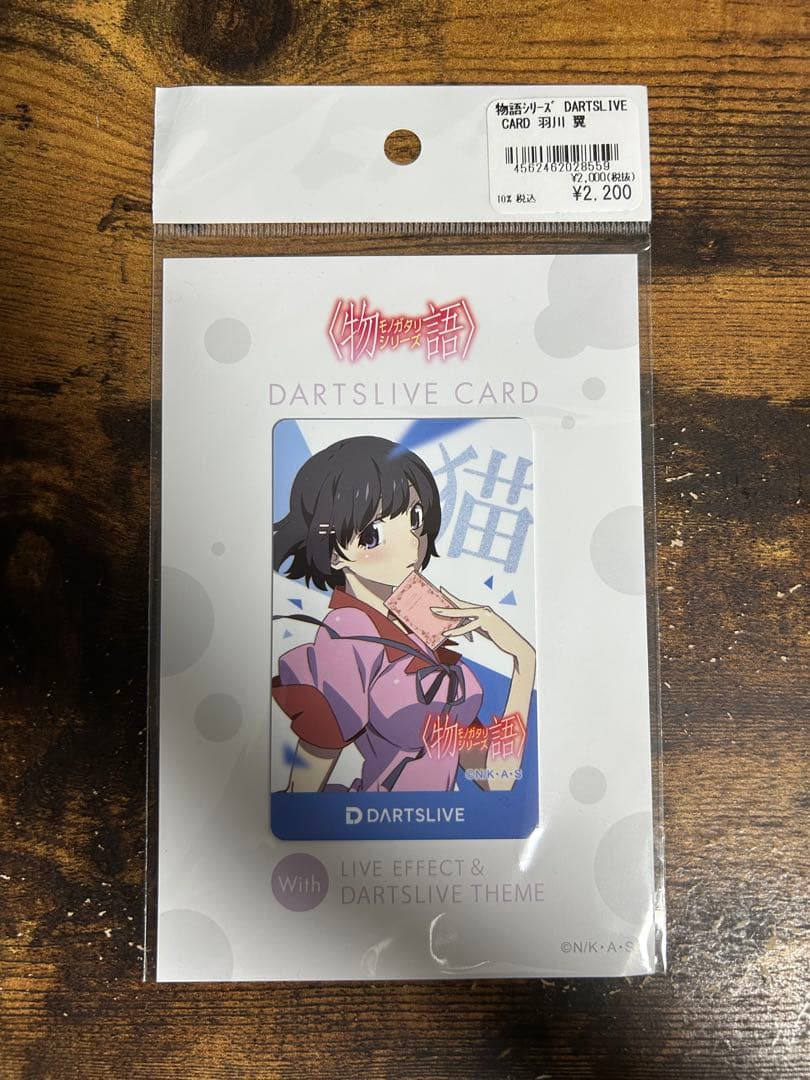 物語ｼﾘｰｽﾞ DARTSLIVE
CARD 羽川 翼
4562462028559
¥2,000(税抜)
10% 税込 ¥2,200
〈物語〉
モノガタリ
シリーズ
DARTSLIVE CARD
猫
〈物語〉
モノガタリ
シリーズ
©N/K・A・S
DARTSLIVE
With
LIVE EFFECT &
DARTSLIVE THEME
©N/K・A・S